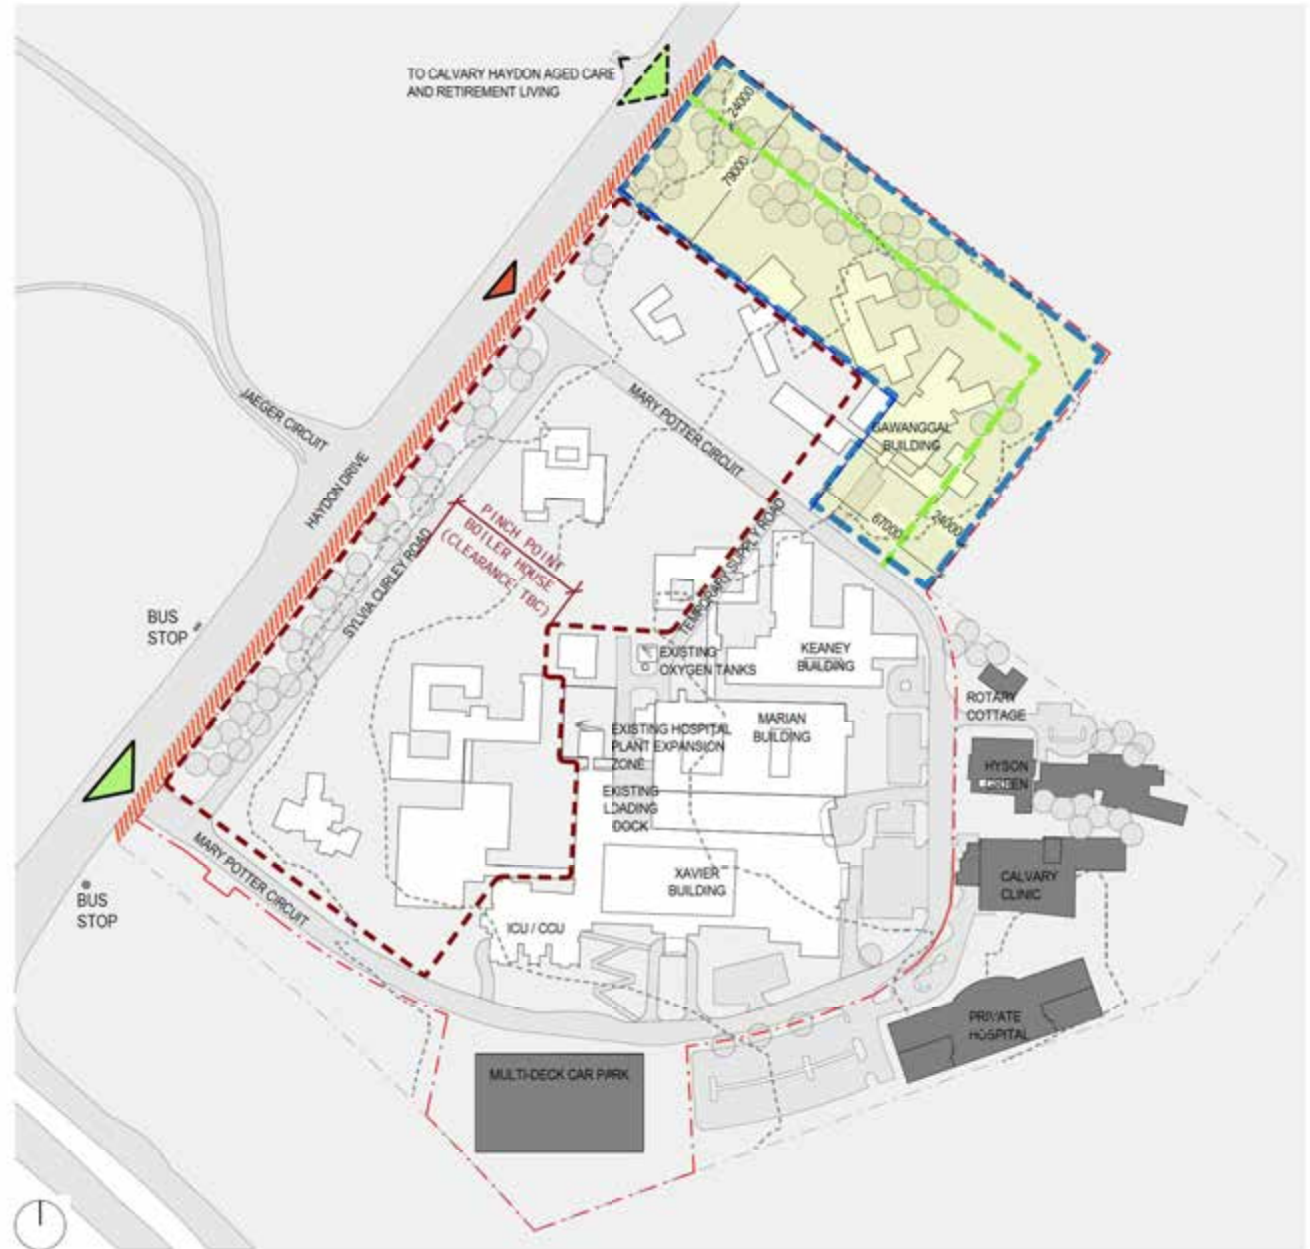 TO CALVARY HAYDON AGED CARE
AND RETIREMENT LIVING
24000
79000
JAEGER CIRCUIT
HAYDON DRIVE
MARY POTTER CIRCUIT
GAWANGGAL
BUILDING
67000
24000
PINCH POINT
BOILER HOUSE
(CLEARANCE TBC)
SYLVIA CURLEY ROAD
TEMPORARY SUPPLY ROAD
BUS
STOP
EXISTING
OXYGEN TANKS
KEANEY
BUILDING
ROTARY
COTTAGE
MARIAN
BUILDING
EXISTING HOSPITAL
PLANT EXPANSION
ZONE
HYSON
GREEN
EXISTING
LOADING
DOCK
MARY POTTER CIRCUIT
XAVIER
BUILDING
CALVARY
CLINIC
BUS
STOP
ICU / CCU
PRIVATE
HOSPITAL
MULTI-DECK CAR PARK